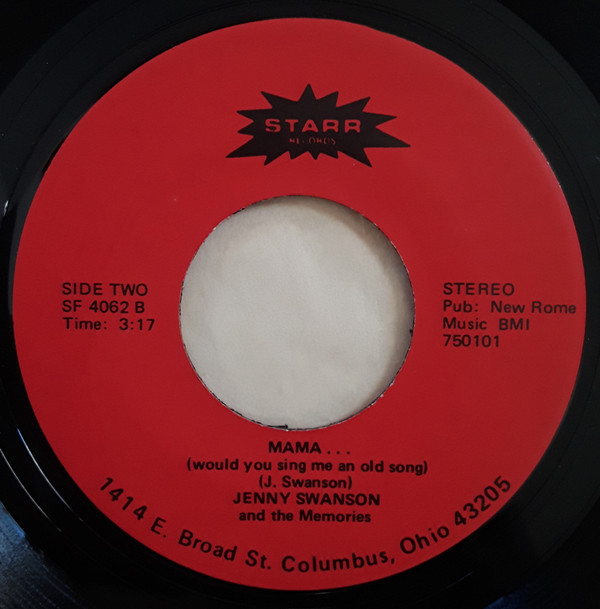 STARR
RECORDS
SIDE TWO
SF 4062 B
Time: 3:17
STEREO
Pub: New Rome
Music BMI
750101
MAMA . . .
(would you sing me an old song)
(J. Swanson)
JENNY SWANSON
and the Memories
1414 E. Broad St. Columbus, Ohio 43205